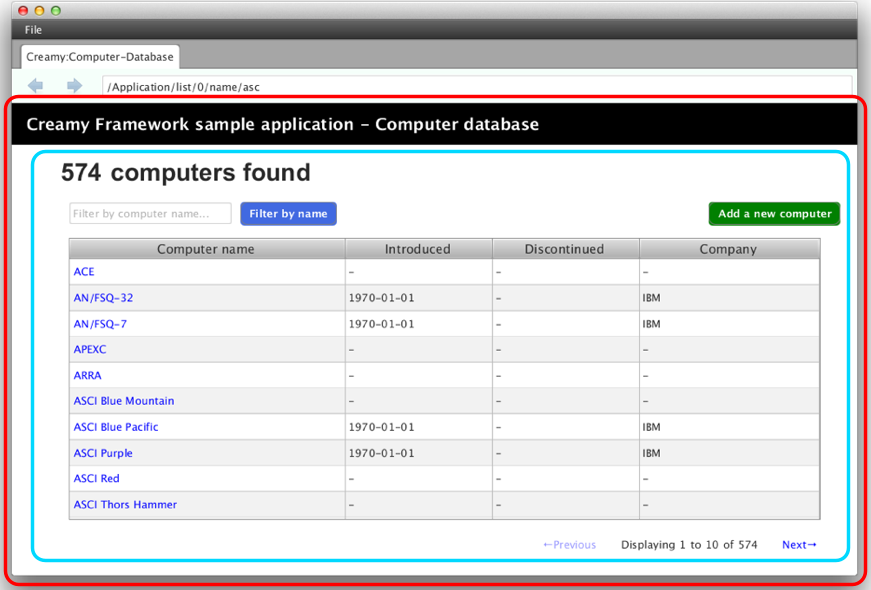 File
Creamy:Computer-Database
/Application/list/0/name/asc
Creamy Framework sample application – Computer database
574 computers found
Filter by computer name... Filter by name Add a new computer
Computer name Introduced Discontinued Company
ACE – – –
AN/FSQ-32 1970-01-01 – IBM
AN/FSQ-7 1970-01-01 – IBM
APEXC – – –
ARRA – – –
ASCI Blue Mountain – – –
ASCI Blue Pacific 1970-01-01 – IBM
ASCI Purple 1970-01-01 – IBM
ASCI Red – – –
ASCI Thors Hammer – – –
←Previous Displaying 1 to 10 of 574 Next→